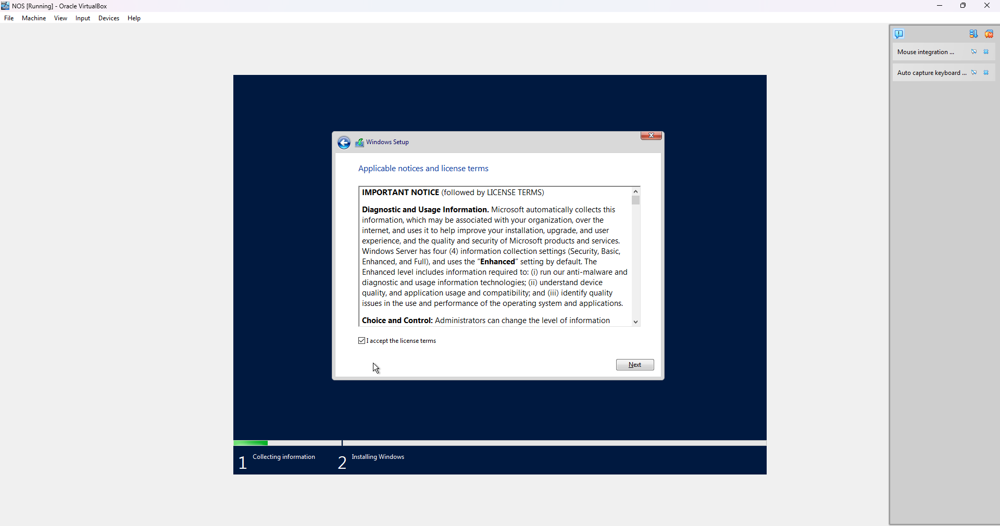 NOS [Running] - Oracle VirtualBox
File Machine View Input Devices Help
Mouse integration ...
Auto capture keyboard ...
Windows Setup
Applicable notices and license terms
IMPORTANT NOTICE (followed by LICENSE TERMS)
Diagnostic and Usage Information. Microsoft automatically collects this
information, which may be associated with your organization, over the
internet, and uses it to help improve your installation, upgrade, and user
experience, and the quality and security of Microsoft products and services.
Windows Server has four (4) information collection settings (Security, Basic,
Enhanced, and Full), and uses the “Enhanced” setting by default. The
Enhanced level includes information required to: (i) run our anti-malware and
diagnostic and usage information technologies; (ii) understand device
quality, and application usage and compatibility; and (iii) identify quality
issues in the use and performance of the operating system and applications.
Choice and Control: Administrators can change the level of information
I accept the license terms
Next
1 Collecting information
2 Installing Windows